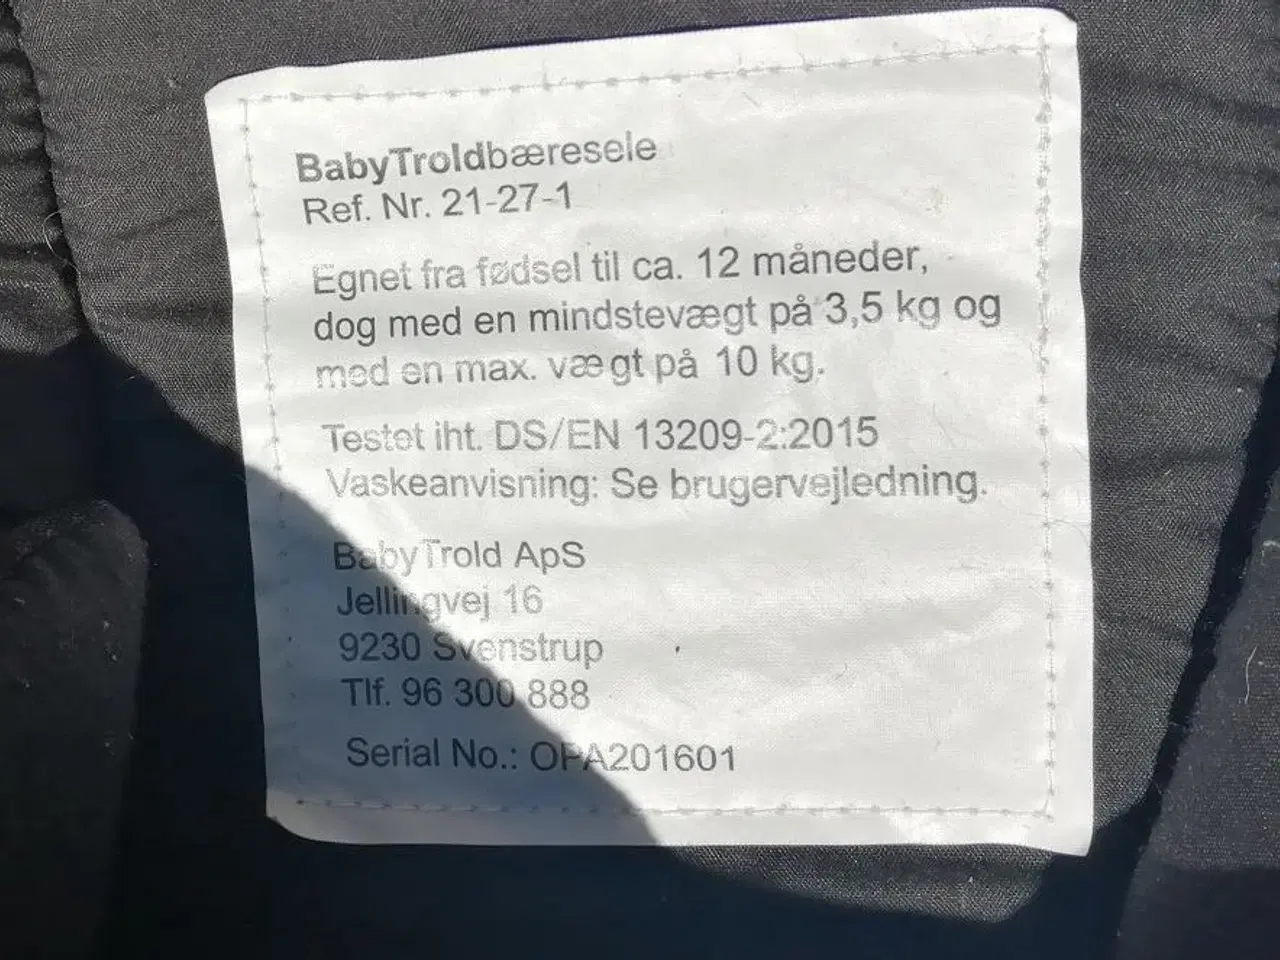 BabyTroldbæresele
Ref. Nr. 21-27-1
Egnet fra fødsel til ca. 12 måneder,
dog med en mindstevægt på 3,5 kg og
med en max. vægt på 10 kg.
Testet iht. DS/EN 13209-2:2015
Vaskeanvisning: Se brugervejledning.
BabyTrold ApS
Jellingvej 16
9230 Svenstrup
Tlf. 96 300 888
Serial No.: OPA201601